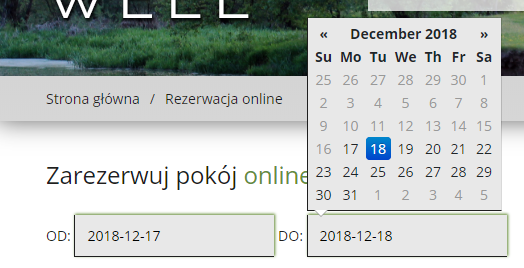 WELL
« December 2018 »
Su Mo Tu We Th Fr Sa
25 26 27 28 29 30 1
2 3 4 5 6 7 8
9 10 11 12 13 14 15
16 17 18 19 20 21 22
23 24 25 26 27 28 29
30 31 1 2 3 4 5
Strona główna / Rezerwacja online
Zarezerwuj pokój online
OD: 2018-12-17 DO: 2018-12-18